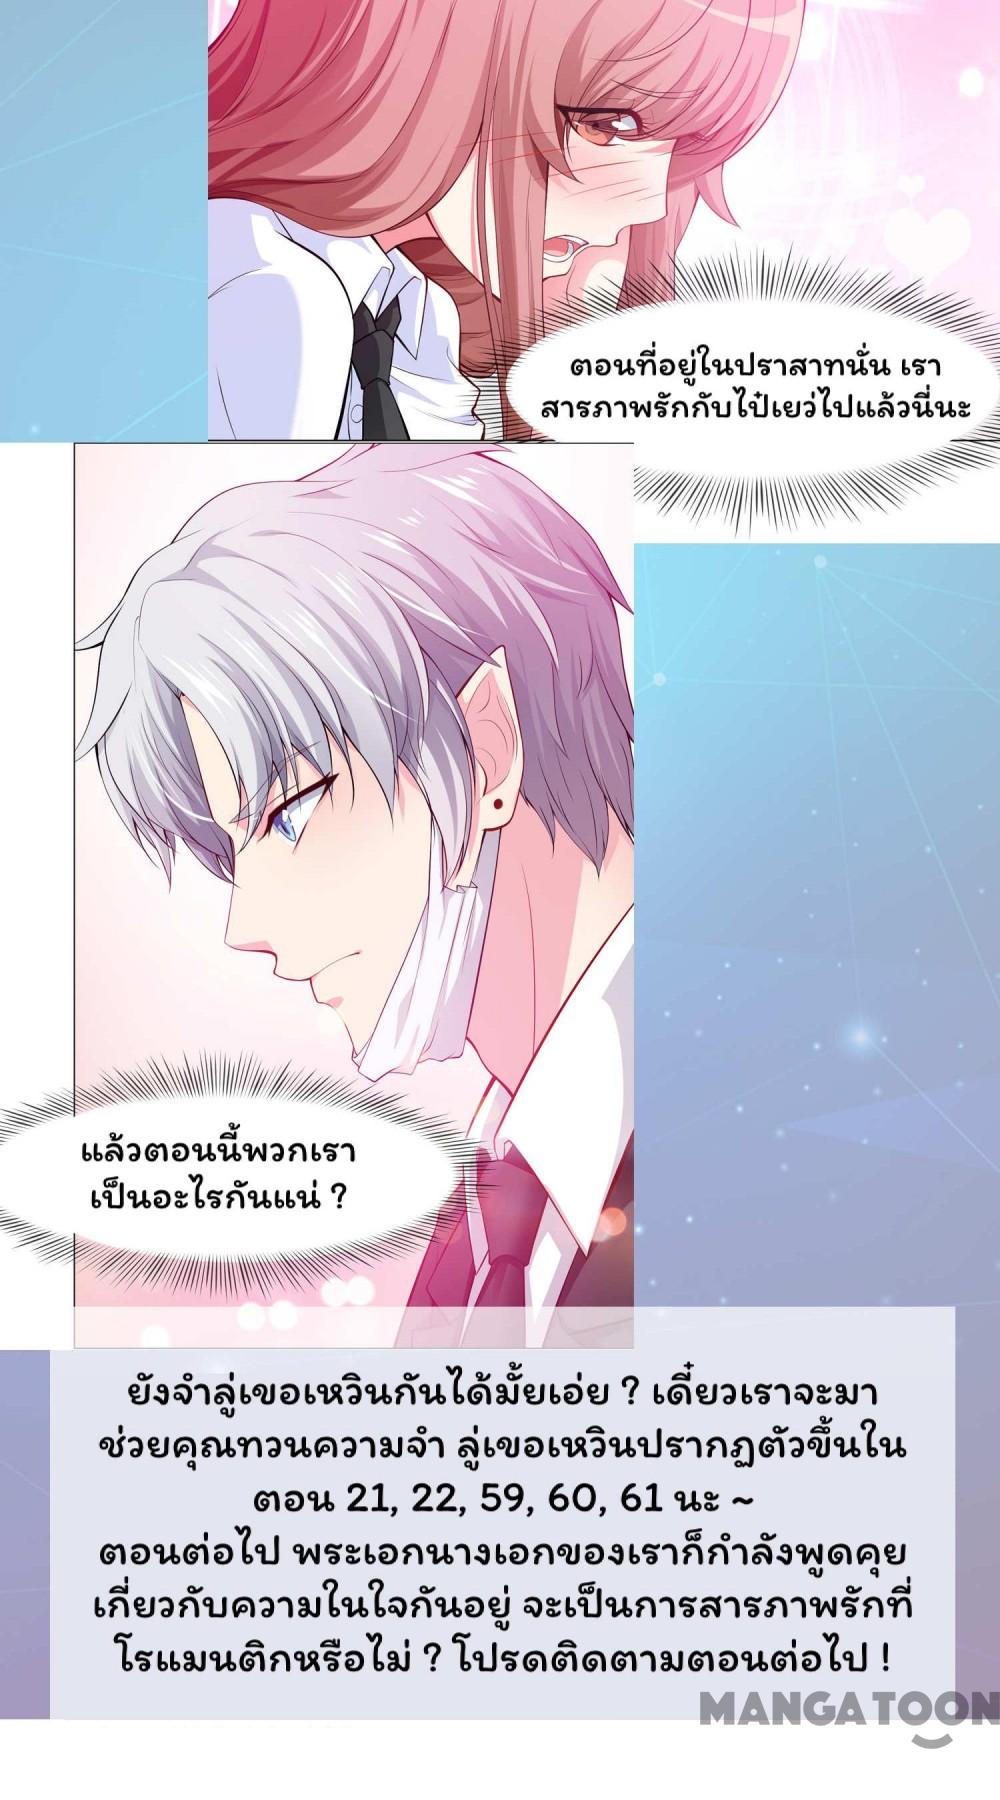 ตอนที่อยู่ในปราสาทนั่น เรา
สารภาพรักกับไป๋เยว่ไปแล้วนี่นะ
แล้วตอนนี้พวกเรา
เป็นอะไรกันแน่ ?
ยังจำลู่เขอเหวินกันได้มั้ยเอ่ย ? เดี๋ยวเราจะมา
ช่วยคุณทวนความจำ ลู่เขอเหวินปรากฏตัวขึ้นใน
ตอน 21, 22, 59, 60, 61 นะ ~
ตอนต่อไป พระเอกนางเอกของเราก็กำลังพูดคุย
เกี่ยวกับความในใจกันอยู่ จะเป็นการสารภาพรักที่
โรแมนติกหรือไม่ ? โปรดติดตามตอนต่อไป !
MANGATOON